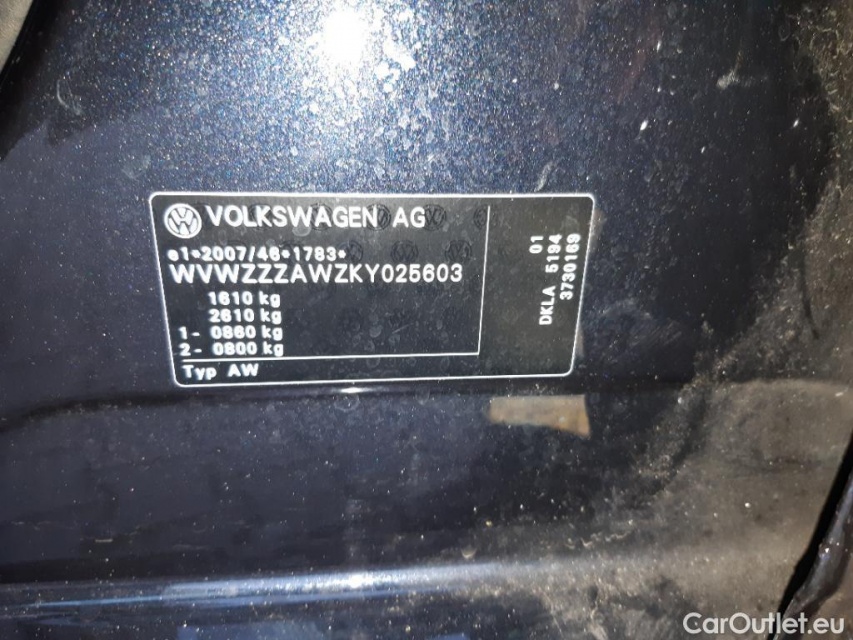 VOLKSWAGEN AG
e1*2007/46*1783*
WVWZZZAWZKY025603
1610 kg
2610 kg
1- 0860 kg
2- 0800 kg
Typ AW
01
DKLA 5194
3730169
CarOutlet.eu